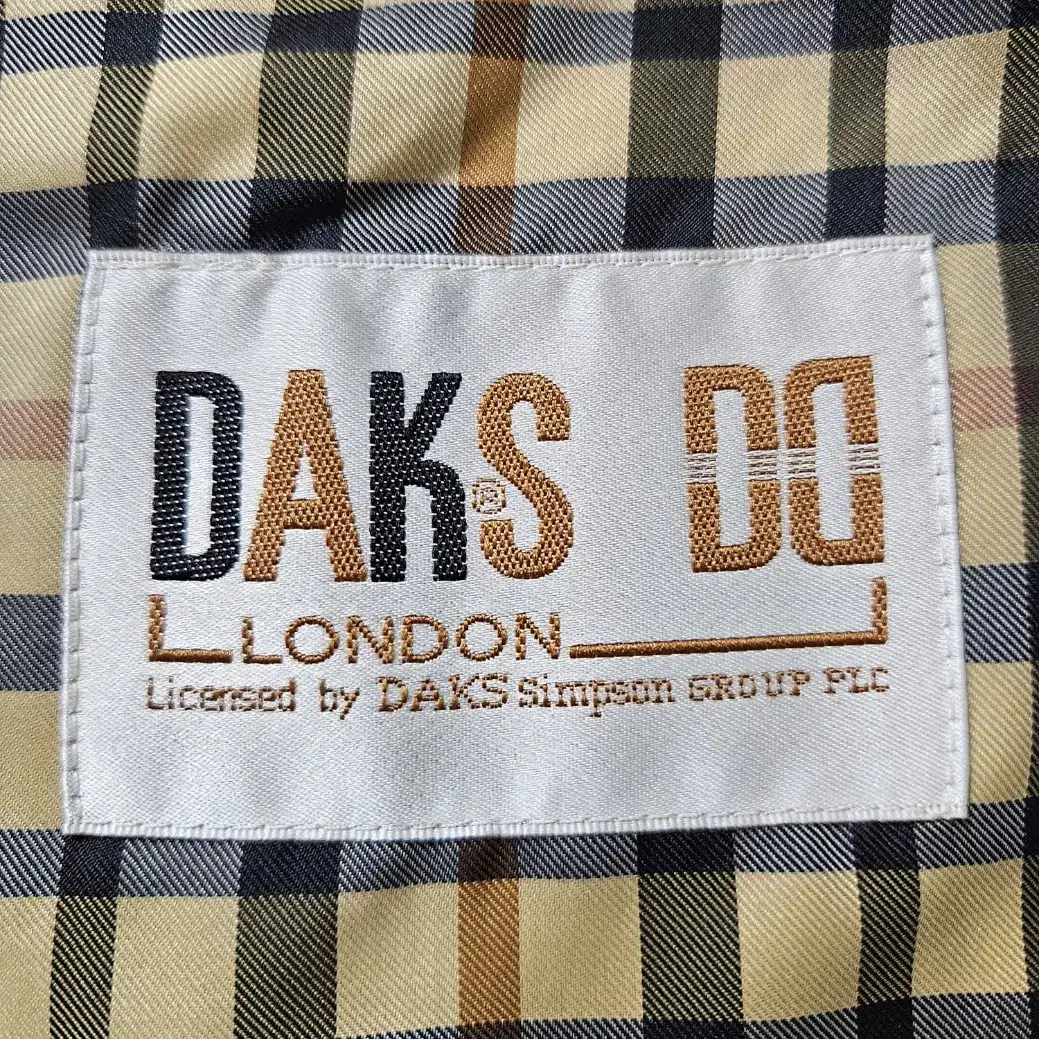 DAKS® DD
LONDON
Licensed by DAKS Simpson GROUP PLC